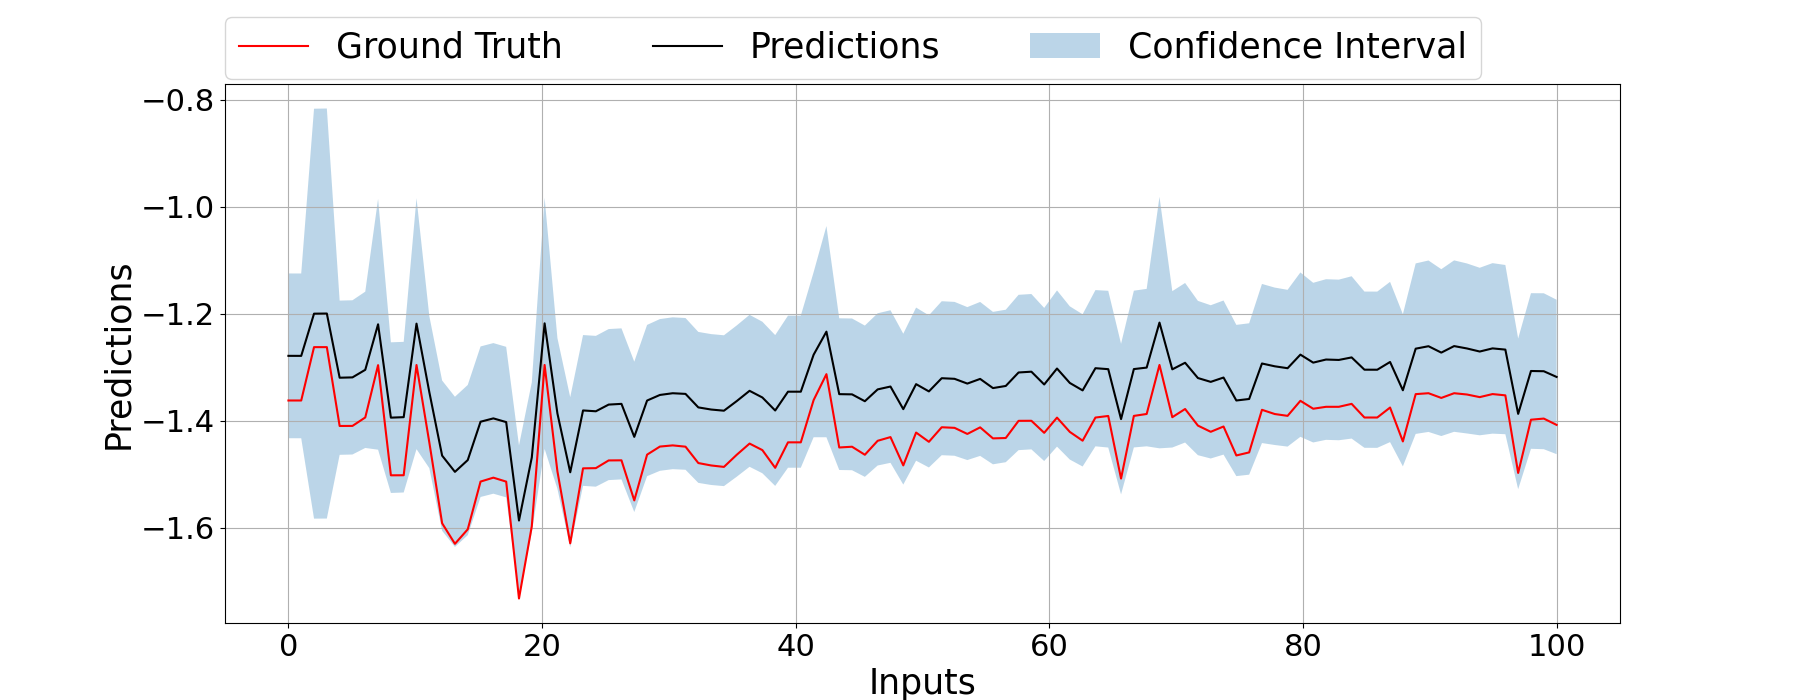 Ground Truth Predictions Confidence Interval
−0.8
−1.0
−1.2
−1.4
−1.6
Predictions
0 20 40 60 80 100
Inputs